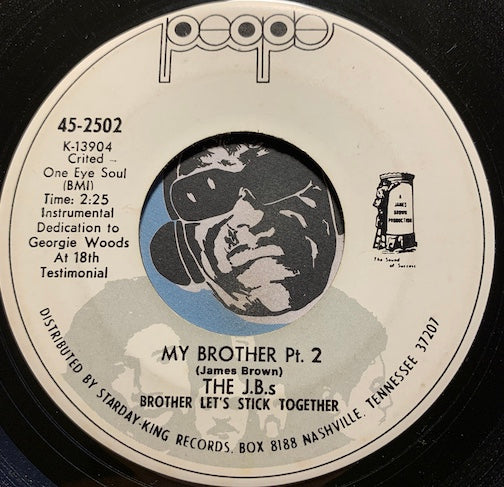 people
45-2502
K-13904
Crited -
One Eye Soul
(BMI)
Time: 2:25
Instrumental
Dedication to
Georgie Woods
At 18th
Testimonial
A
JAMES
BROWN
PRODUCTION
The Sound
of Success
MY BROTHER Pt. 2
(James Brown)
THE J.B.s
BROTHER LET'S STICK TOGETHER
DISTRIBUTED BY STARDAY-KING RECORDS, BOX 8188 NASHVILLE, TENNESSEE 37207